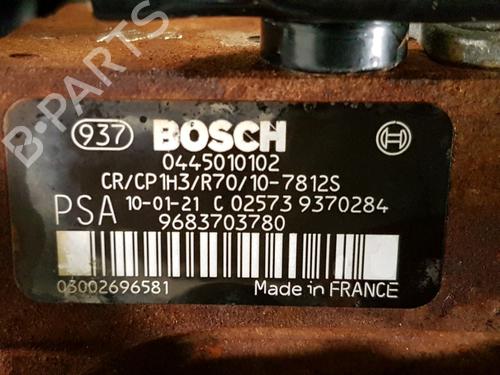 B-PARTS
937 BOSCH
0445010102
CR/CP1H3/R70/10-7812S
PSA 10-01-21 C 02573 9370284
9683703780
03002696581 Made in FRANCE